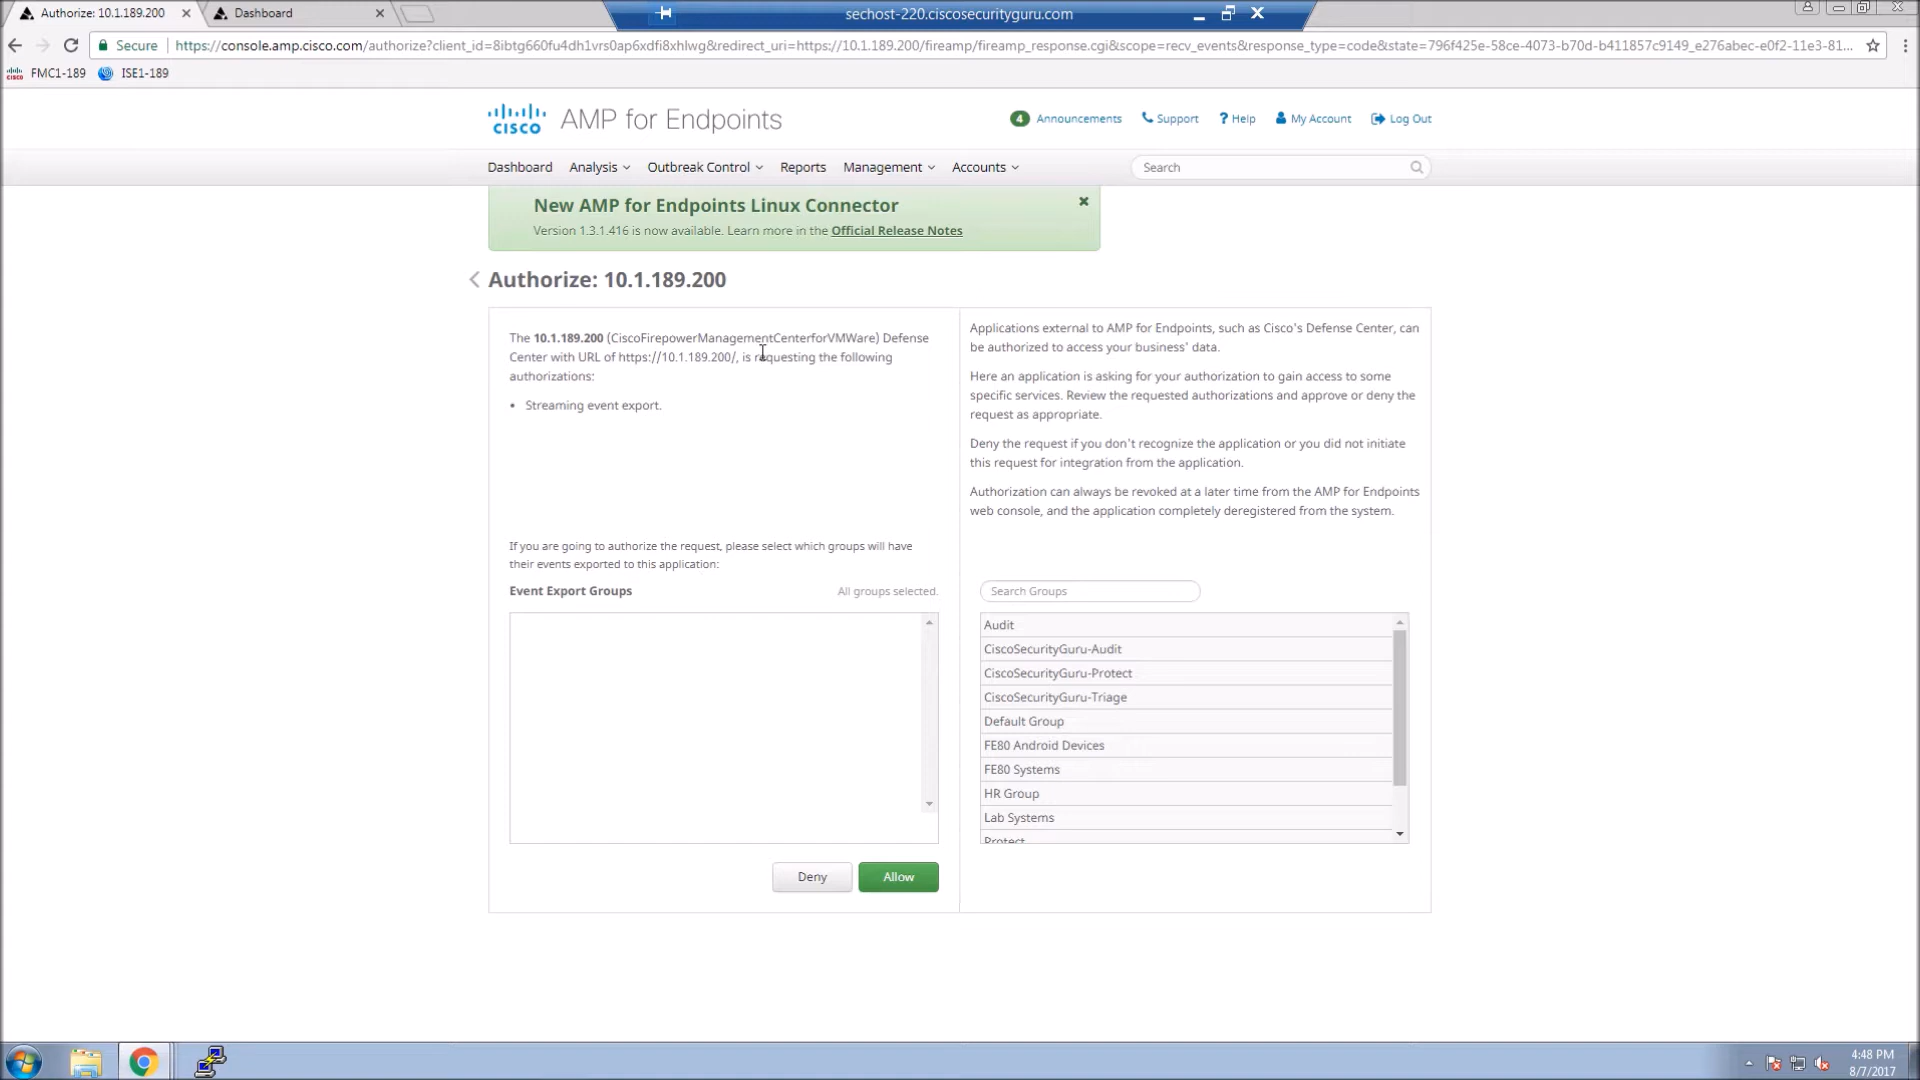 Authorize: 10.1.189.200
Dashboard
sechost-220.ciscosecurityguru.com
Secure
https://console.amp.cisco.com/authorize?client_id=8ibtg660fu4dh1vrs0ap6xdfi8xhlwg&redirect_uri=https://10.1.189.200/fireamp/fireamp_response.cgi&scope=recv_events&response_type=code&state=796f425e-58ce-4073-b70d-b411857c9149_e276abec-e0f2-11e3-81...
FMC1-189
ISE1-189
cisco
AMP for Endpoints
4 Announcements
Support
? Help
My Account
Log Out
Dashboard
Analysis
Outbreak Control
Reports
Management
Accounts
Search
New AMP for Endpoints Linux Connector
Version 1.3.1.416 is now available. Learn more in the Official Release Notes
Authorize: 10.1.189.200
The 10.1.189.200 (CiscoFirepowerManagementCenterforVMWare) Defense
Center with URL of https://10.1.189.200/, is requesting the following
authorizations:
• Streaming event export.
If you are going to authorize the request, please select which groups will have
their events exported to this application:
Event Export Groups
All groups selected.
Deny
Allow
Applications external to AMP for Endpoints, such as Cisco's Defense Center, can
be authorized to access your business' data.
Here an application is asking for your authorization to gain access to some
specific services. Review the requested authorizations and approve or deny the
request as appropriate.
Deny the request if you don't recognize the application or you did not initiate
this request for integration from the application.
Authorization can always be revoked at a later time from the AMP for Endpoints
web console, and the application completely deregistered from the system.
Search Groups
Audit
CiscoSecurityGuru-Audit
CiscoSecurityGuru-Protect
CiscoSecurityGuru-Triage
Default Group
FE80 Android Devices
FE80 Systems
HR Group
Lab Systems
Protect
4:48 PM
8/7/2017